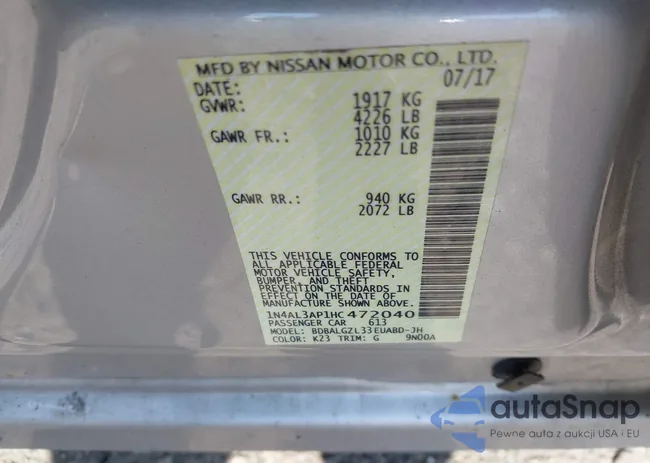 MFD BY NISSAN MOTOR CO., LTD.
DATE: 07/17
GVWR: 1917 KG
4226 LB
GAWR FR.: 1010 KG
2227 LB
GAWR RR.: 940 KG
2072 LB
THIS VEHICLE CONFORMS TO
ALL APPLICABLE FEDERAL
MOTOR VEHICLE SAFETY,
BUMPER, AND THEFT
PREVENTION STANDARDS IN
EFFECT ON THE DATE OF
MANUFACTURE SHOWN ABOVE.
1N4AL3AP1HC472040
PASSENGER CAR 613
MODEL: BDBALGZL33EUABD-JH
COLOR: K23 TRIM: G 9N00A
autaSnap
Pewne auta z aukcji USA i EU